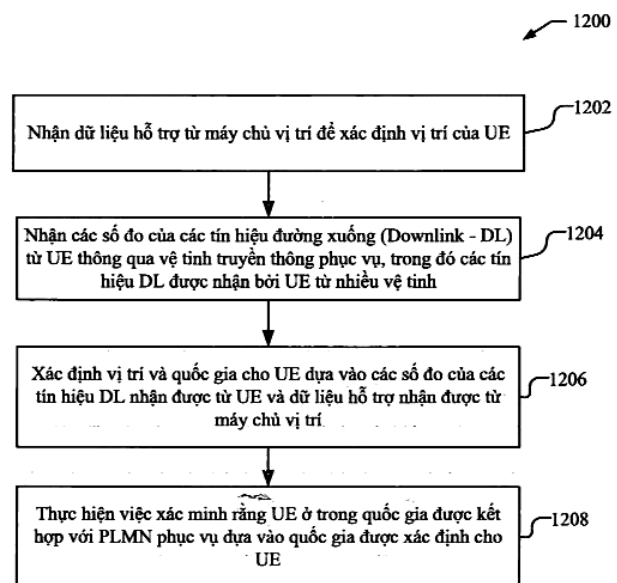 1200
1202
Nhận dữ liệu hỗ trợ từ máy chủ vị trí để xác định vị trí của UE
1204
Nhận các số đo của các tín hiệu đường xuống (Downlink - DL)
từ UE thông qua vệ tinh truyền thông phục vụ, trong đó các tín
hiệu DL được nhận bởi UE từ nhiều vệ tinh
1206
Xác định vị trí và quốc gia cho UE dựa vào các số đo của các
tín hiệu DL nhận được từ UE và dữ liệu hỗ trợ nhận được từ
máy chủ vị trí
1208
Thực hiện việc xác minh rằng UE ở trong quốc gia được kết
hợp với PLMN phục vụ dựa vào quốc gia được xác định cho
UE